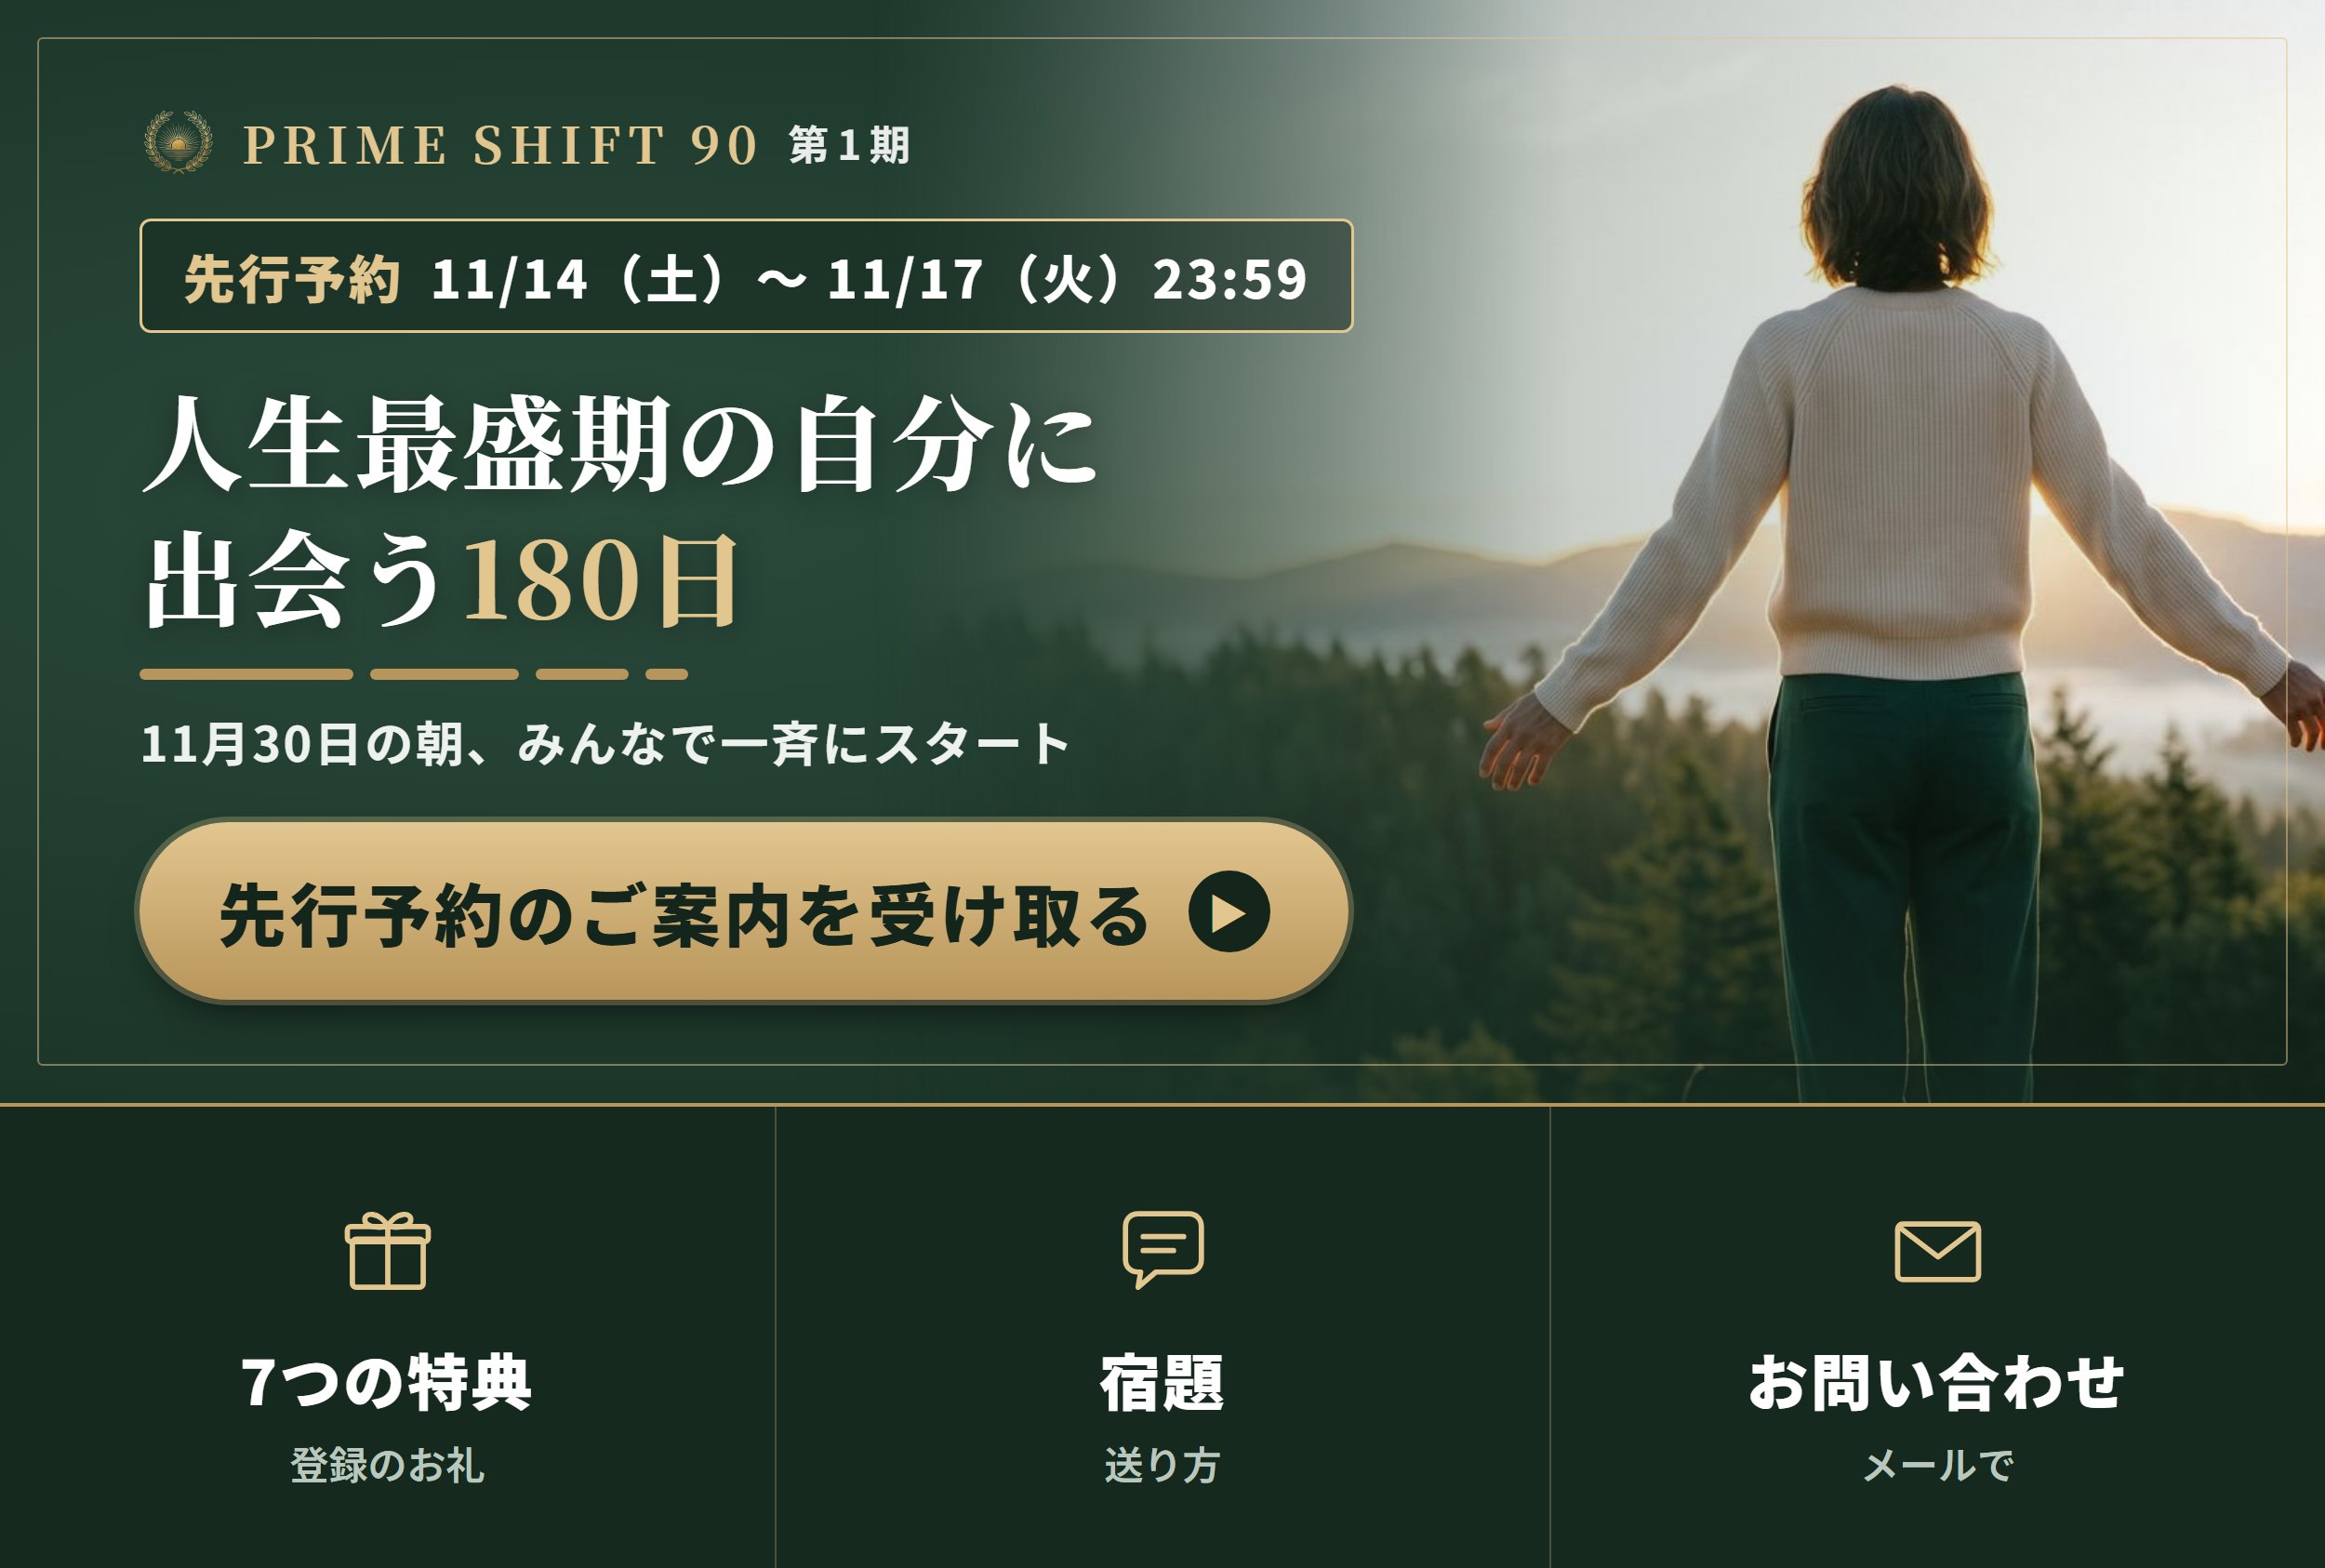 PRIME SHIFT 90 第1期
先行予約 11/14（土）〜 11/17（火）23:59
人生最盛期の自分に
出会う180日
11月30日の朝、みんなで一斉にスタート
先行予約のご案内を受け取る
7つの特典
登録のお礼
宿題
送り方
お問い合わせ
メールで